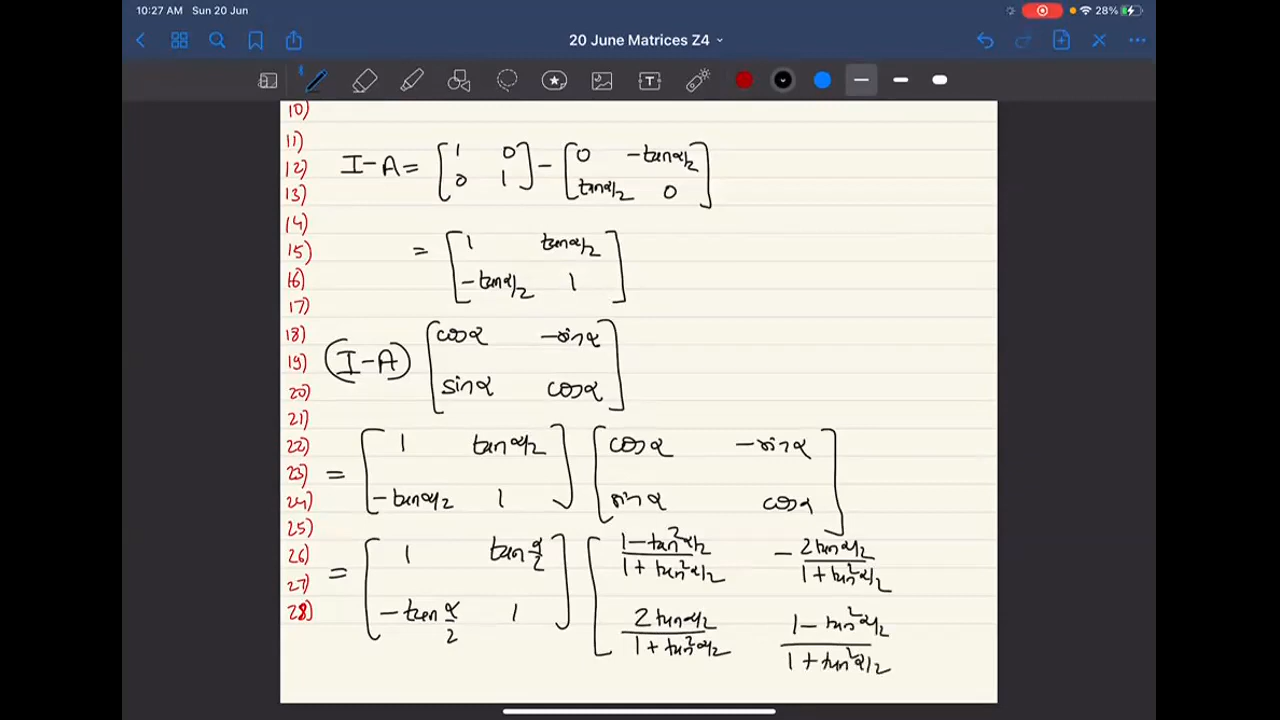 10:27 AM Sun 20 Jun 28%
20 June Matrices Z4
10)
11)
12) I-A = [1 0 0 1] - [0 -tanα/2 tanα/2 0]
13)
14)
15) = [1 tanα/2 -tanα/2 1]
16)
17)
18)
19) (I-A) [cosα -sinα sinα cosα]
20)
21)
22)
23) = [1 tanα/2 -tanα/2 1] [cosα -sinα sinα cosα]
24)
25)
26)
27) = [1 tan α/2 -tan α/2 1] [1-tan²α/2 / 1+tan²α/2 -2tanα/2 / 1+tan²α/2 2tanα/2 / 1+tan²α/2 1-tan²α/2 / 1+tan²α/2
28)